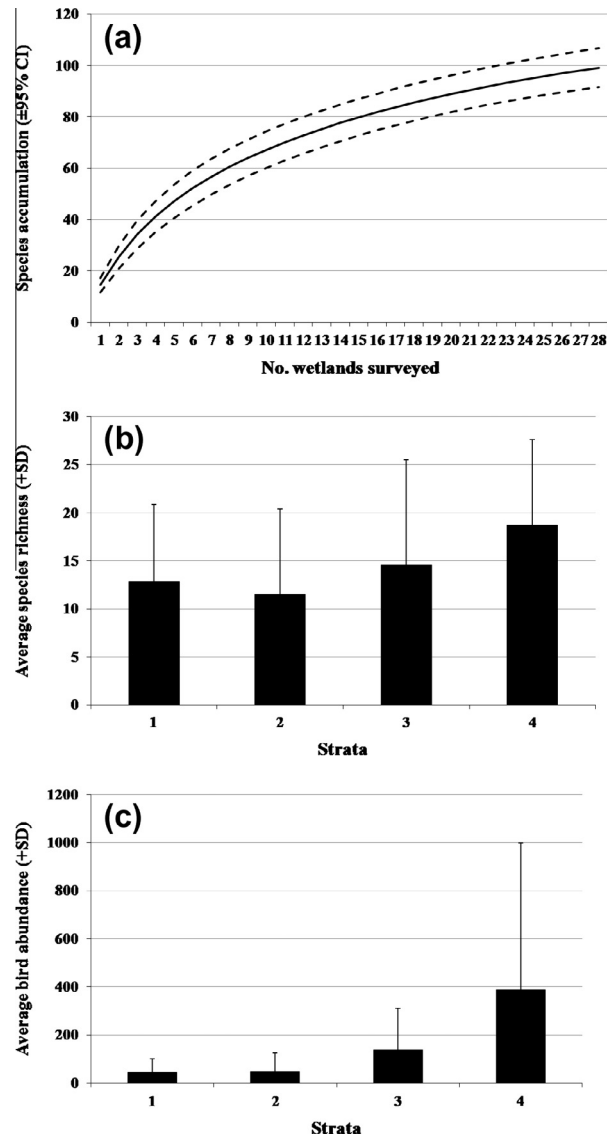 (a)
Species accumulation (±95% CI)
120
100
80
60
40
20
0
1 2 3 4 5 6 7 8 9 10 11 12 13 14 15 16 17 18 19 20 21 22 23 24 25 26 27 28
No. wetlands surveyed
(b)
Average species richness (+SD)
30
25
20
15
10
5
0
1 2 3 4
Strata
(c)
Average bird abundance (+SD)
1200
1000
800
600
400
200
0
1 2 3 4
Strata